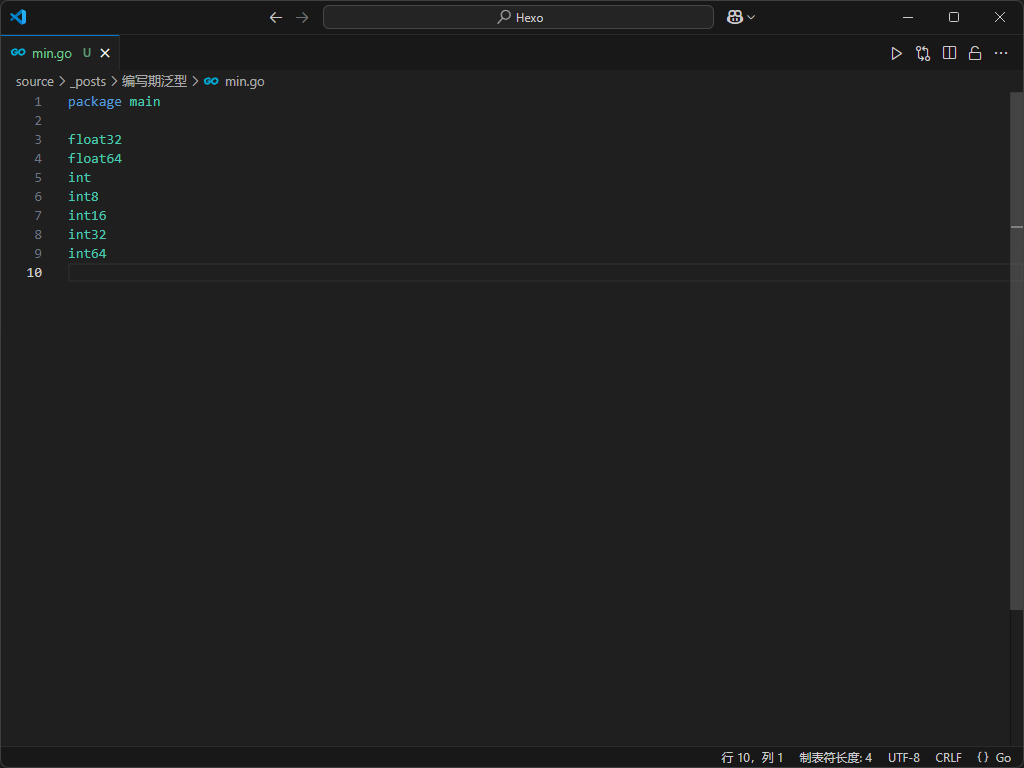 Hexo
GO min.go U
source > _posts > 编写期泛型 > GO min.go
1 package main
2
3 float32
4 float64
5 int
6 int8
7 int16
8 int32
9 int64
10
行 10，列 1 制表符长度: 4 UTF-8 CRLF {} Go